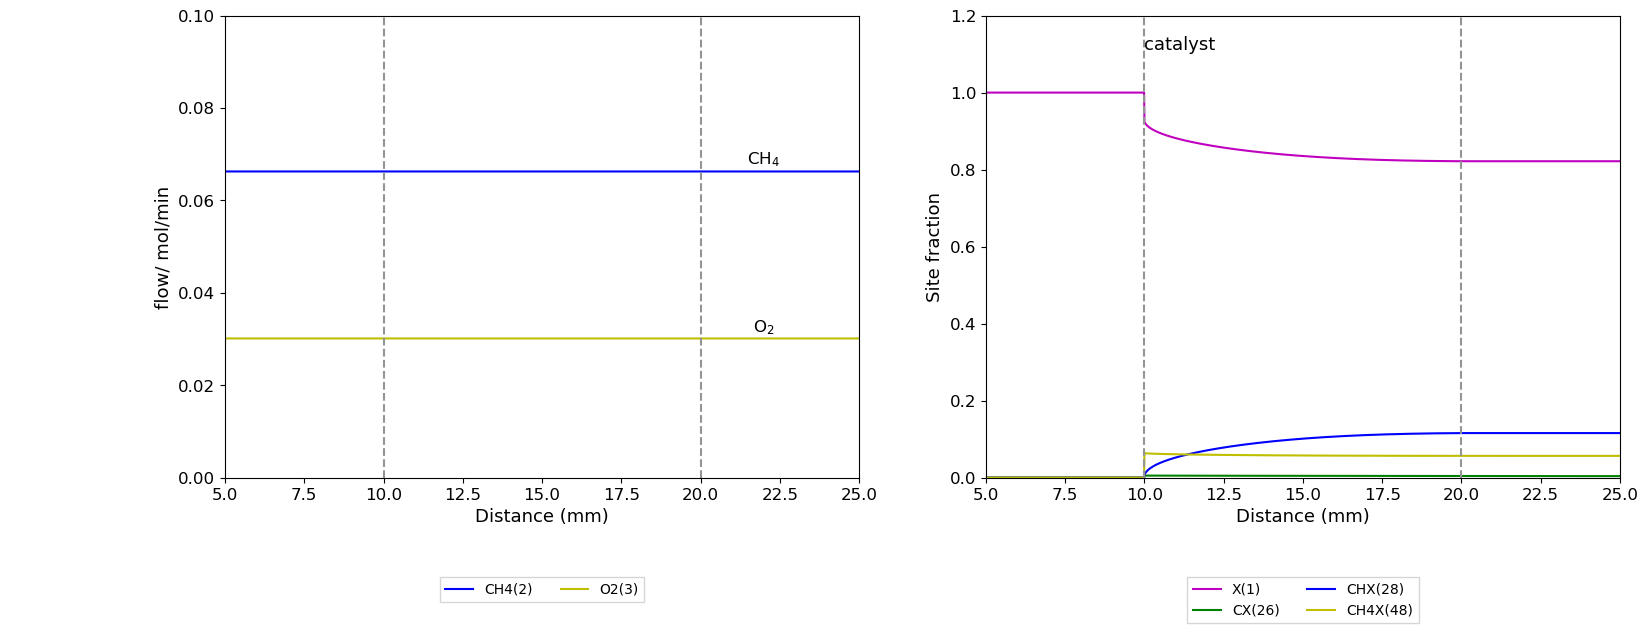 0.10
0.08
0.06
0.04
0.02
0.00
flow/ mol/min
CH₄
O₂
5.0 7.5 10.0 12.5 15.0 17.5 20.0 22.5 25.0
Distance (mm)
CH4(2) O2(3)
1.2
1.0
0.8
0.6
0.4
0.2
0.0
Site fraction
catalyst
5.0 7.5 10.0 12.5 15.0 17.5 20.0 22.5 25.0
Distance (mm)
X(1) CHX(28)
CX(26) CH4X(48)